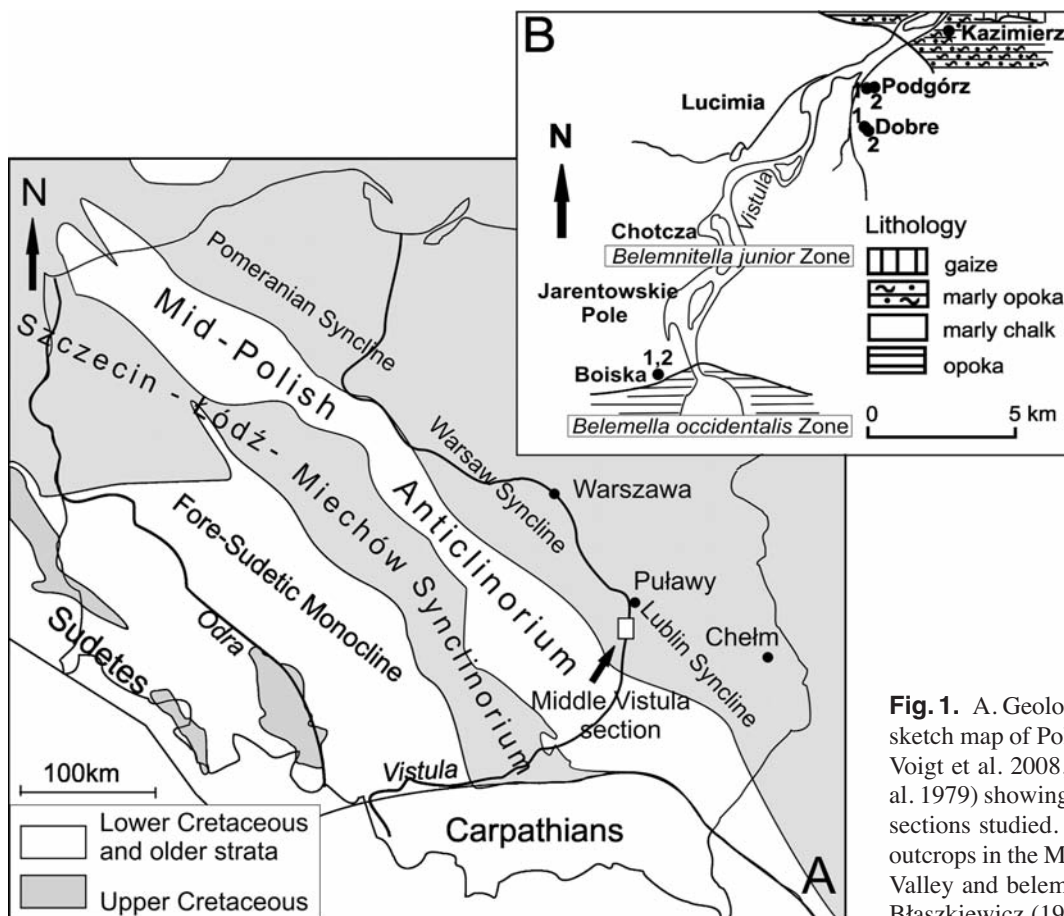 B
Kazimierz
1
2
Podgórz
1
2
Dobre
Lucimia
N
Vistula
Chotcza
Belemnitella junior Zone
Jarentowskie
Pole
1,2
Boiska
Belemella occidentalis Zone
Lithology
gaize
marly opoka
marly chalk
opoka
0
5 km
N
Pomeranian Syncline
Mid-Polish
Anticlinorium
Szczecin-Łódź-Miechów Synclinorium
Warsaw Syncline
Warszawa
Fore-Sudetic Monocline
Puławy
Lublin Syncline
Chełm
Sudetes
Odra
Middle Vistula
section
100km
Vistula
Carpathians
Lower Cretaceous
and older strata
Upper Cretaceous
A
Fig. 1. A. Geolo
sketch map of Po
Voigt et al. 2008,
al. 1979) showing
sections studied.
outcrops in the M
Valley and belem
Błaszkiewicz (19